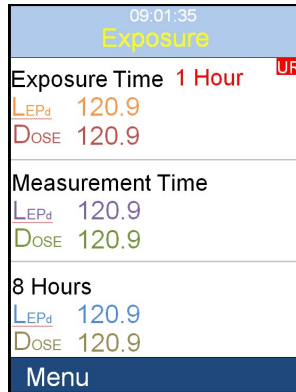 09:01:35
Exposure
UR
Exposure Time 1 Hour
LEPd 120.9
DOSE 120.9
Measurement Time
LEPd 120.9
DOSE 120.9
8 Hours
LEPd 120.9
DOSE 120.9
Menu